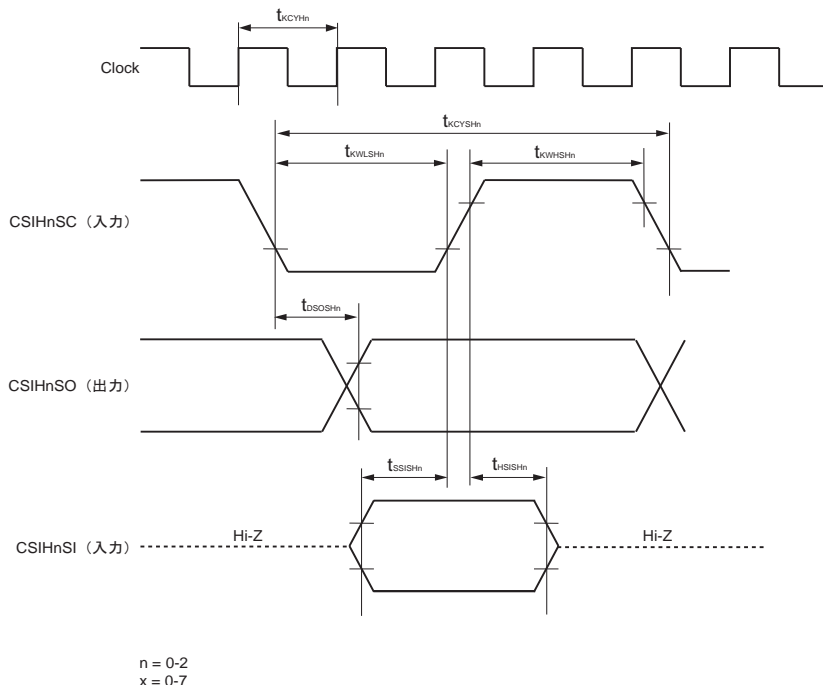 tKCYHn
Clock
tKCYSHn
tKWLSHn
tKWHSHn
CSIHnSC（入力）
tDSOSHn
CSIHnSO（出力）
tSSISHn
tHSISHn
Hi-Z
Hi-Z
CSIHnSI（入力）
n = 0-2
x = 0-7